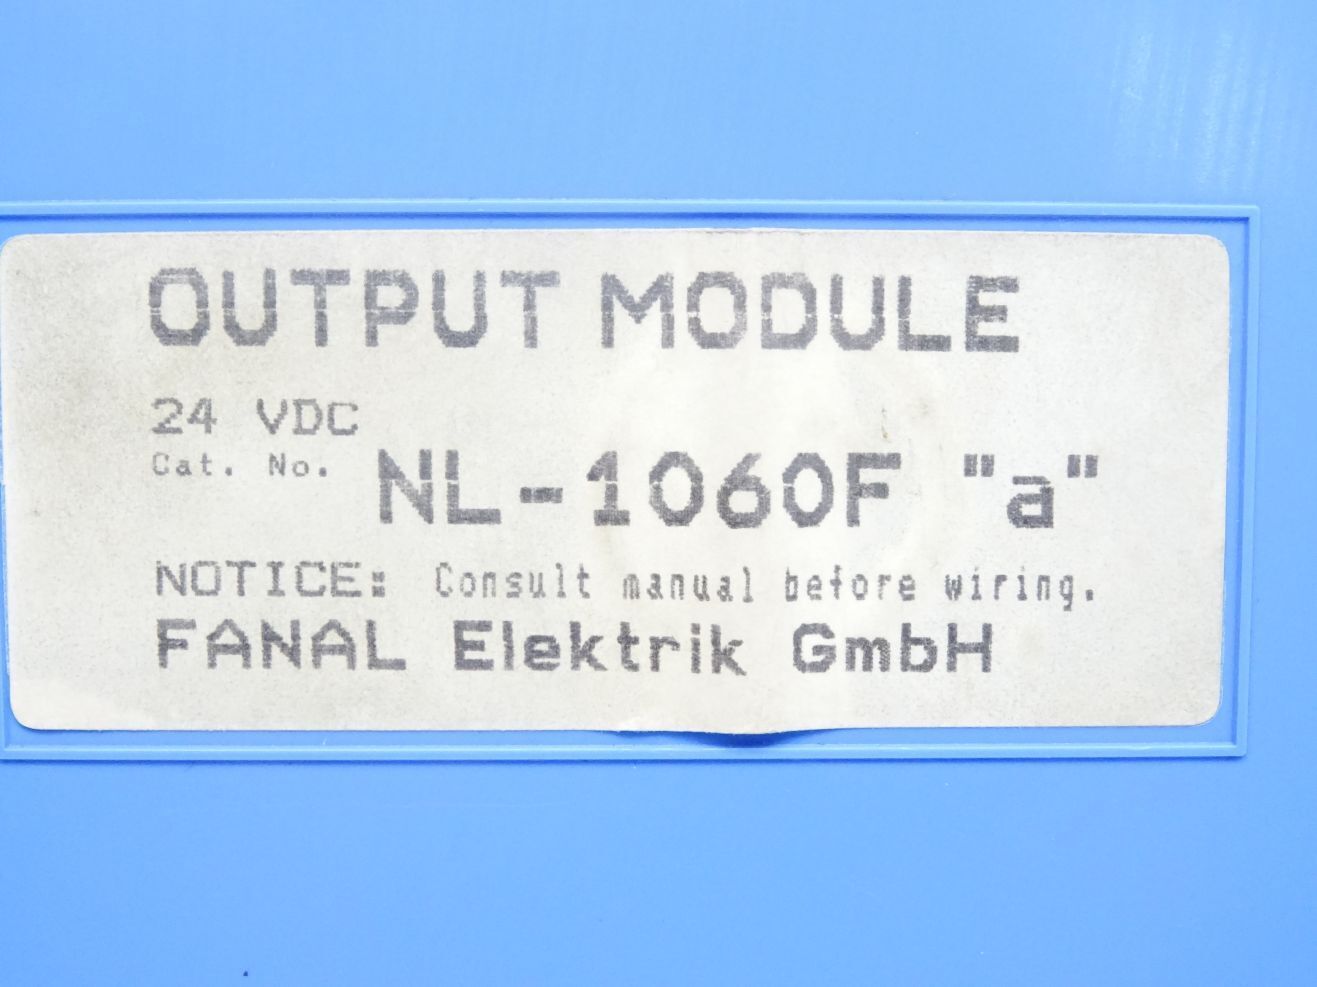 OUTPUT MODULE
24 VDC
Cat. No. NL-1060F "a"
NOTICE: Consult manual before wiring.
FANAL Elektrik GmbH